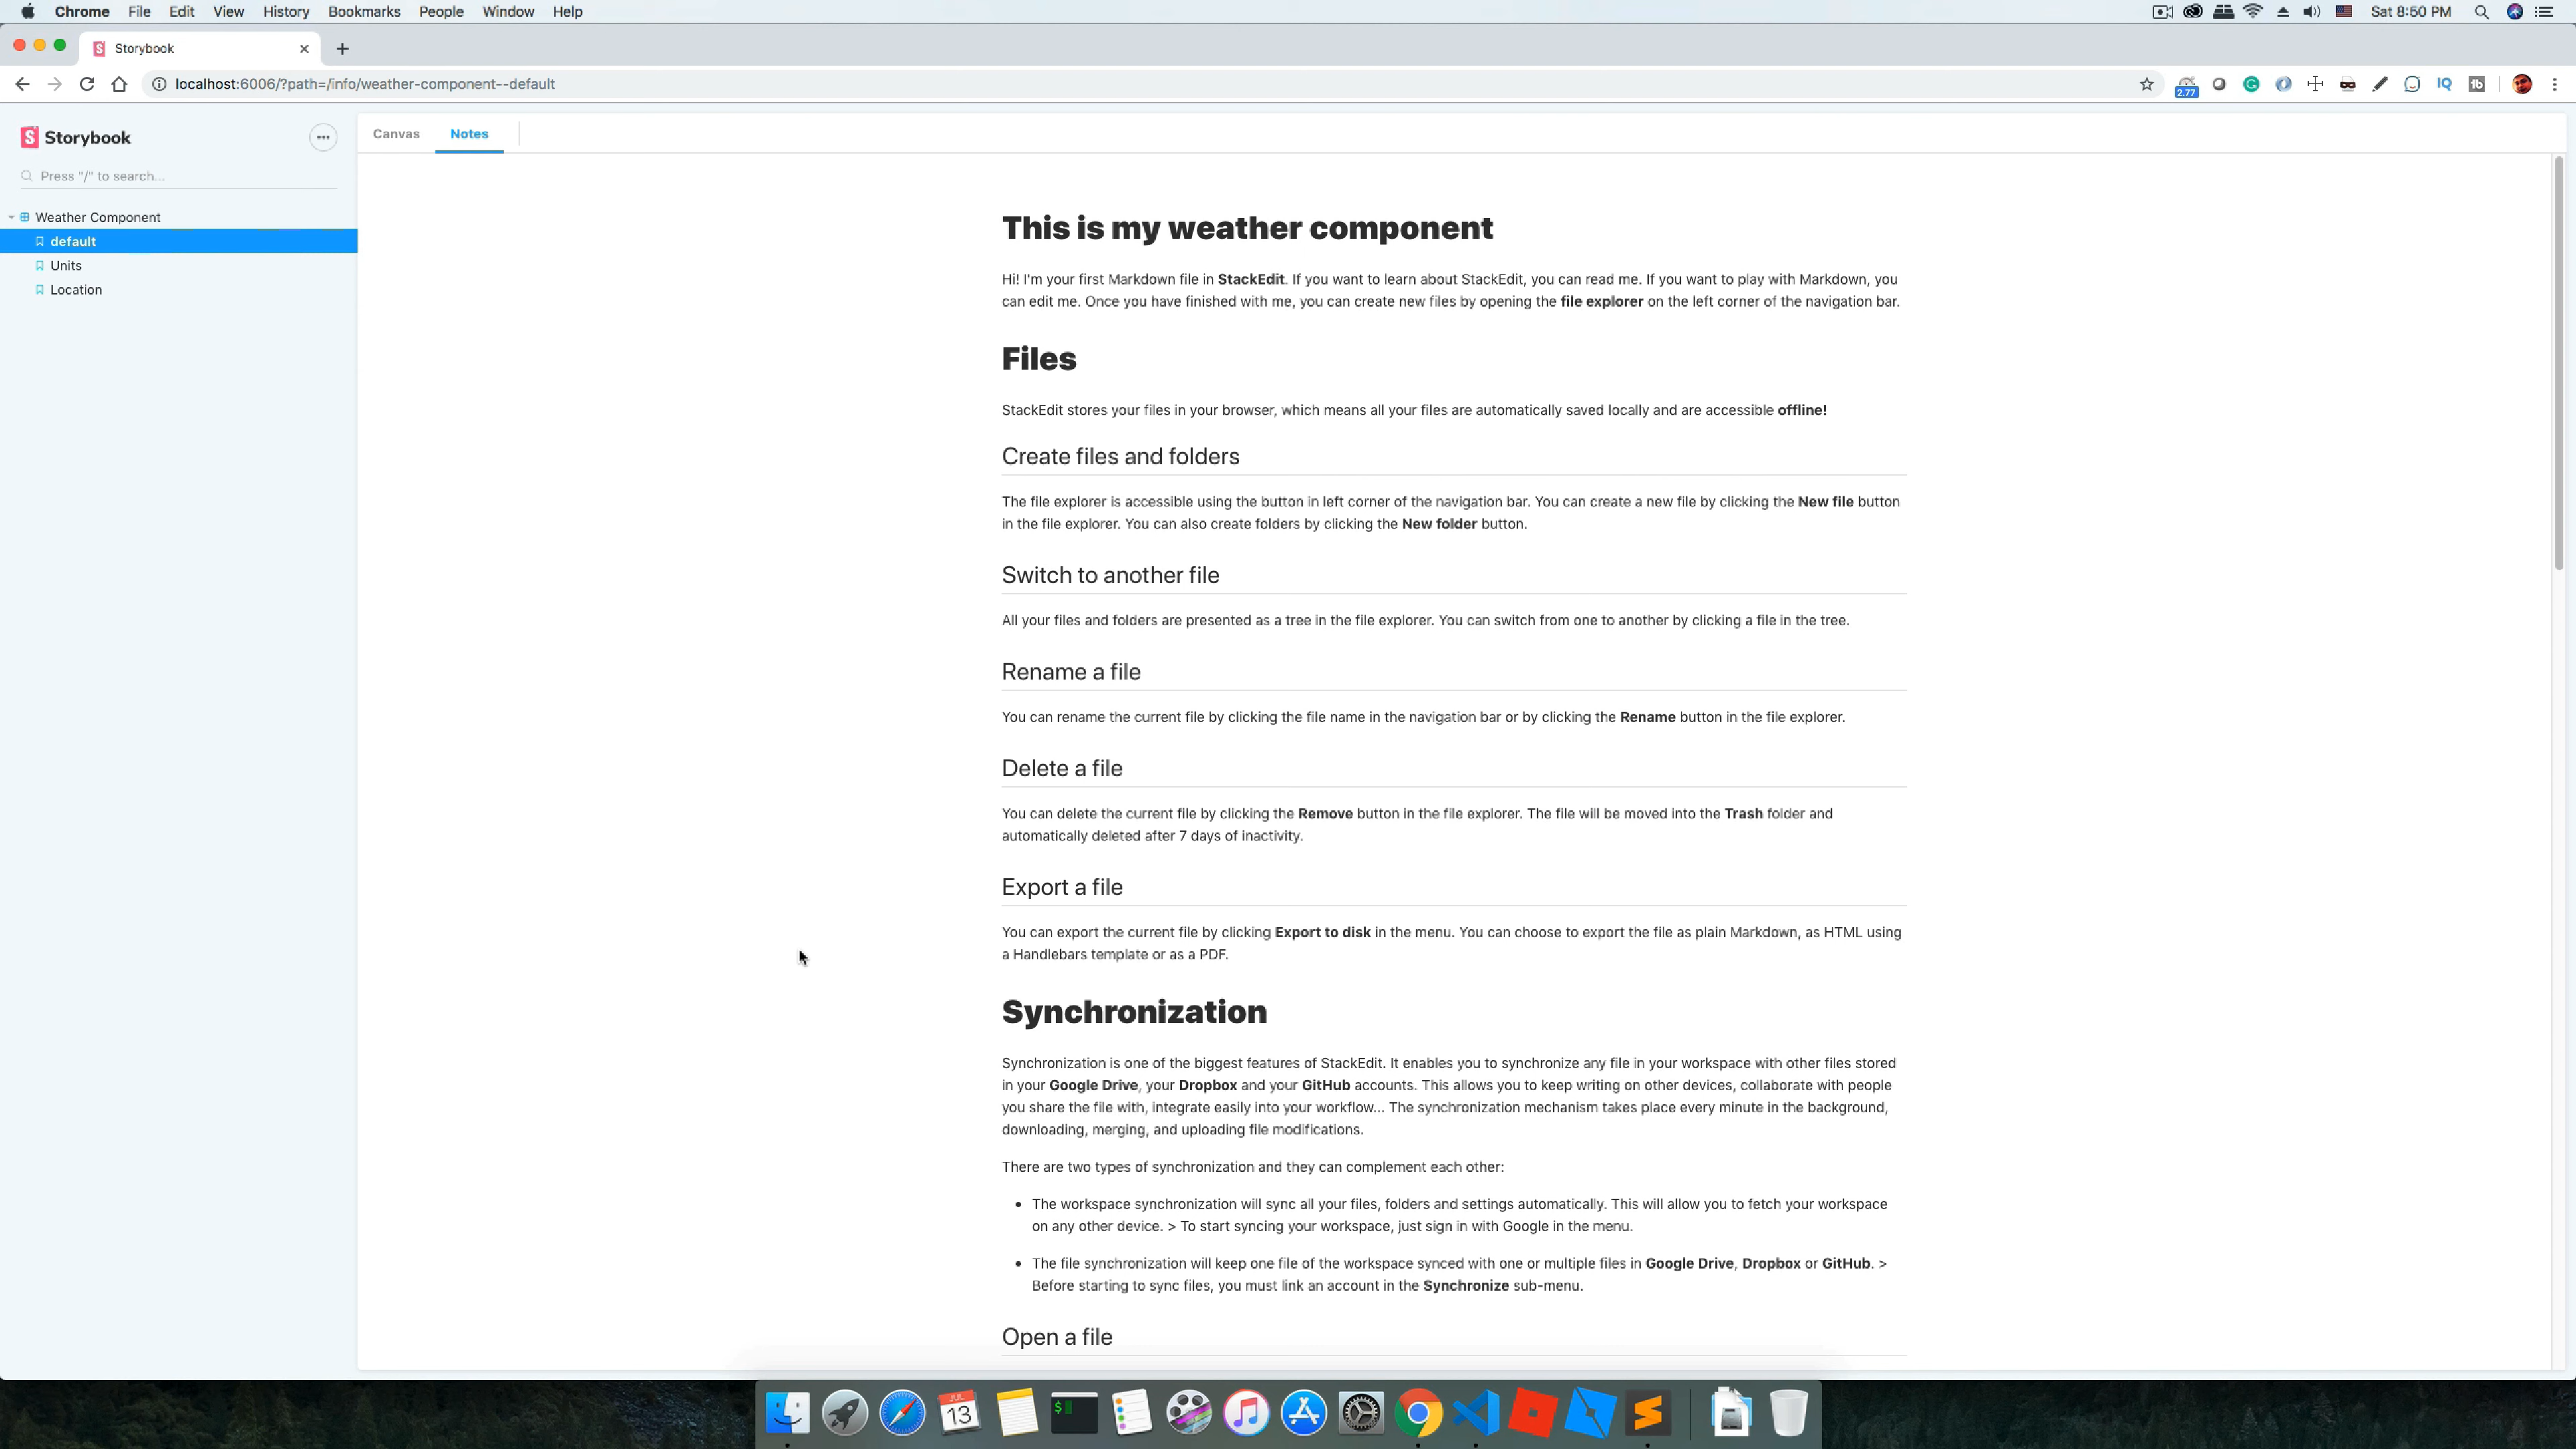 Chrome File Edit View History Bookmarks People Window Help Sat 8:50 PM
Storybook
localhost:6006/?path=/info/weather-component--default 2.77 IQ
Storybook
Canvas Notes
Press "/" to search...
Weather Component
default
Units
Location
This is my weather component
Hi! I'm your first Markdown file in StackEdit. If you want to learn about StackEdit, you can read me. If you want to play with Markdown, you
can edit me. Once you have finished with me, you can create new files by opening the file explorer on the left corner of the navigation bar.
Files
StackEdit stores your files in your browser, which means all your files are automatically saved locally and are accessible offline!
Create files and folders
The file explorer is accessible using the button in left corner of the navigation bar. You can create a new file by clicking the New file button
in the file explorer. You can also create folders by clicking the New folder button.
Switch to another file
All your files and folders are presented as a tree in the file explorer. You can switch from one to another by clicking a file in the tree.
Rename a file
You can rename the current file by clicking the file name in the navigation bar or by clicking the Rename button in the file explorer.
Delete a file
You can delete the current file by clicking the Remove button in the file explorer. The file will be moved into the Trash folder and
automatically deleted after 7 days of inactivity.
Export a file
You can export the current file by clicking Export to disk in the menu. You can choose to export the file as plain Markdown, as HTML using
a Handlebars template or as a PDF.
Synchronization
Synchronization is one of the biggest features of StackEdit. It enables you to synchronize any file in your workspace with other files stored
in your Google Drive, your Dropbox and your GitHub accounts. This allows you to keep writing on other devices, collaborate with people
you share the file with, integrate easily into your workflow... The synchronization mechanism takes place every minute in the background,
downloading, merging, and uploading file modifications.
There are two types of synchronization and they can complement each other:
• The workspace synchronization will sync all your files, folders and settings automatically. This will allow you to fetch your workspace
on any other device. > To start syncing your workspace, just sign in with Google in the menu.
• The file synchronization will keep one file of the workspace synced with one or multiple files in Google Drive, Dropbox or GitHub. >
Before starting to sync files, you must link an account in the Synchronize sub-menu.
Open a file
JUL
13